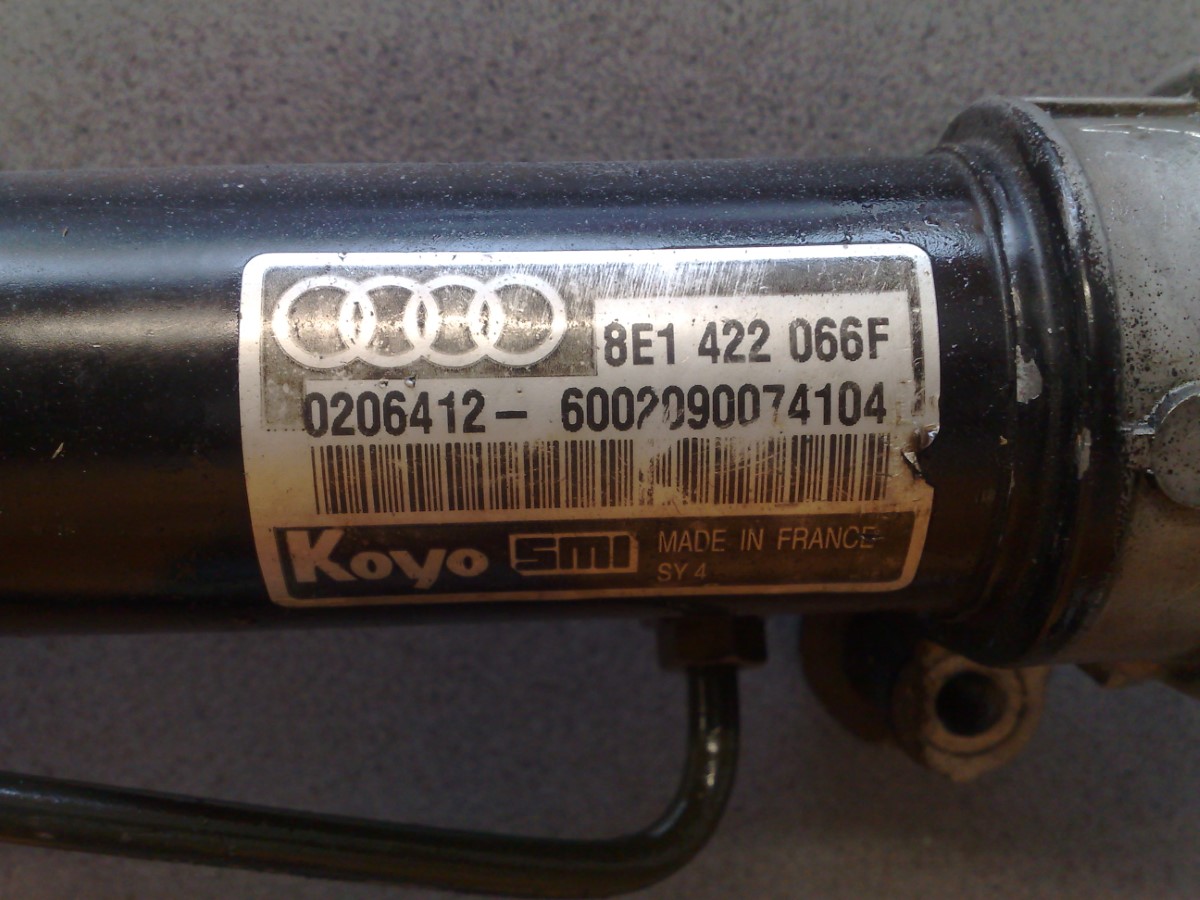 8E1 422 066F
0206412- 6002090074104
Koyo SMI MADE IN FRANCE
SY 4